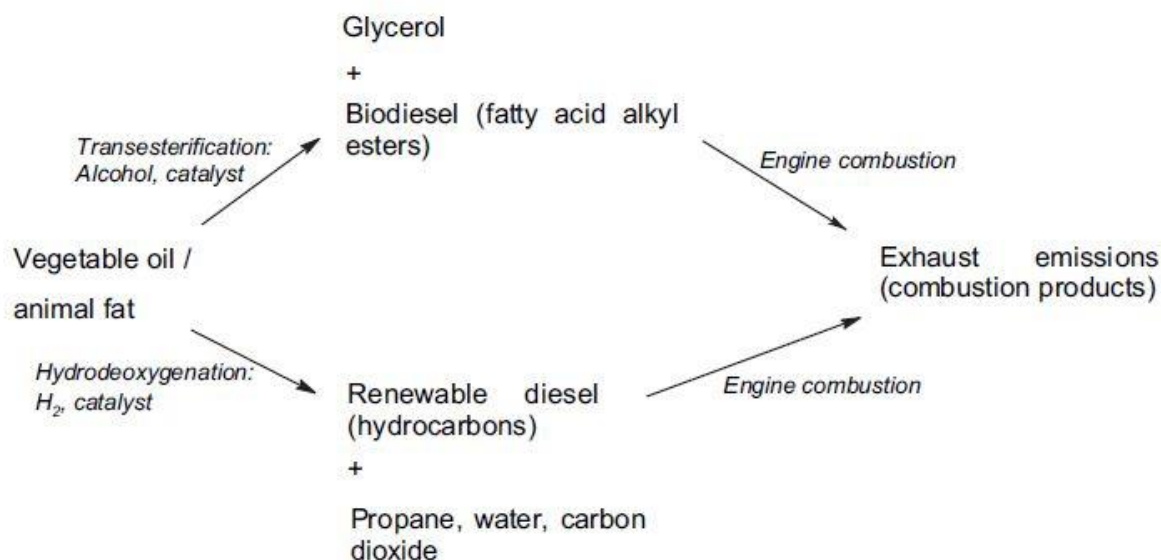 Glycerol
+
Biodiesel (fatty acid alkyl
esters)
Transesterification:
Alcohol, catalyst
Engine combustion
Vegetable oil /
animal fat
Exhaust emissions
(combustion products)
Hydrodeoxygenation:
H₂, catalyst
Renewable diesel
(hydrocarbons)
+
Propane, water, carbon
dioxide
Engine combustion